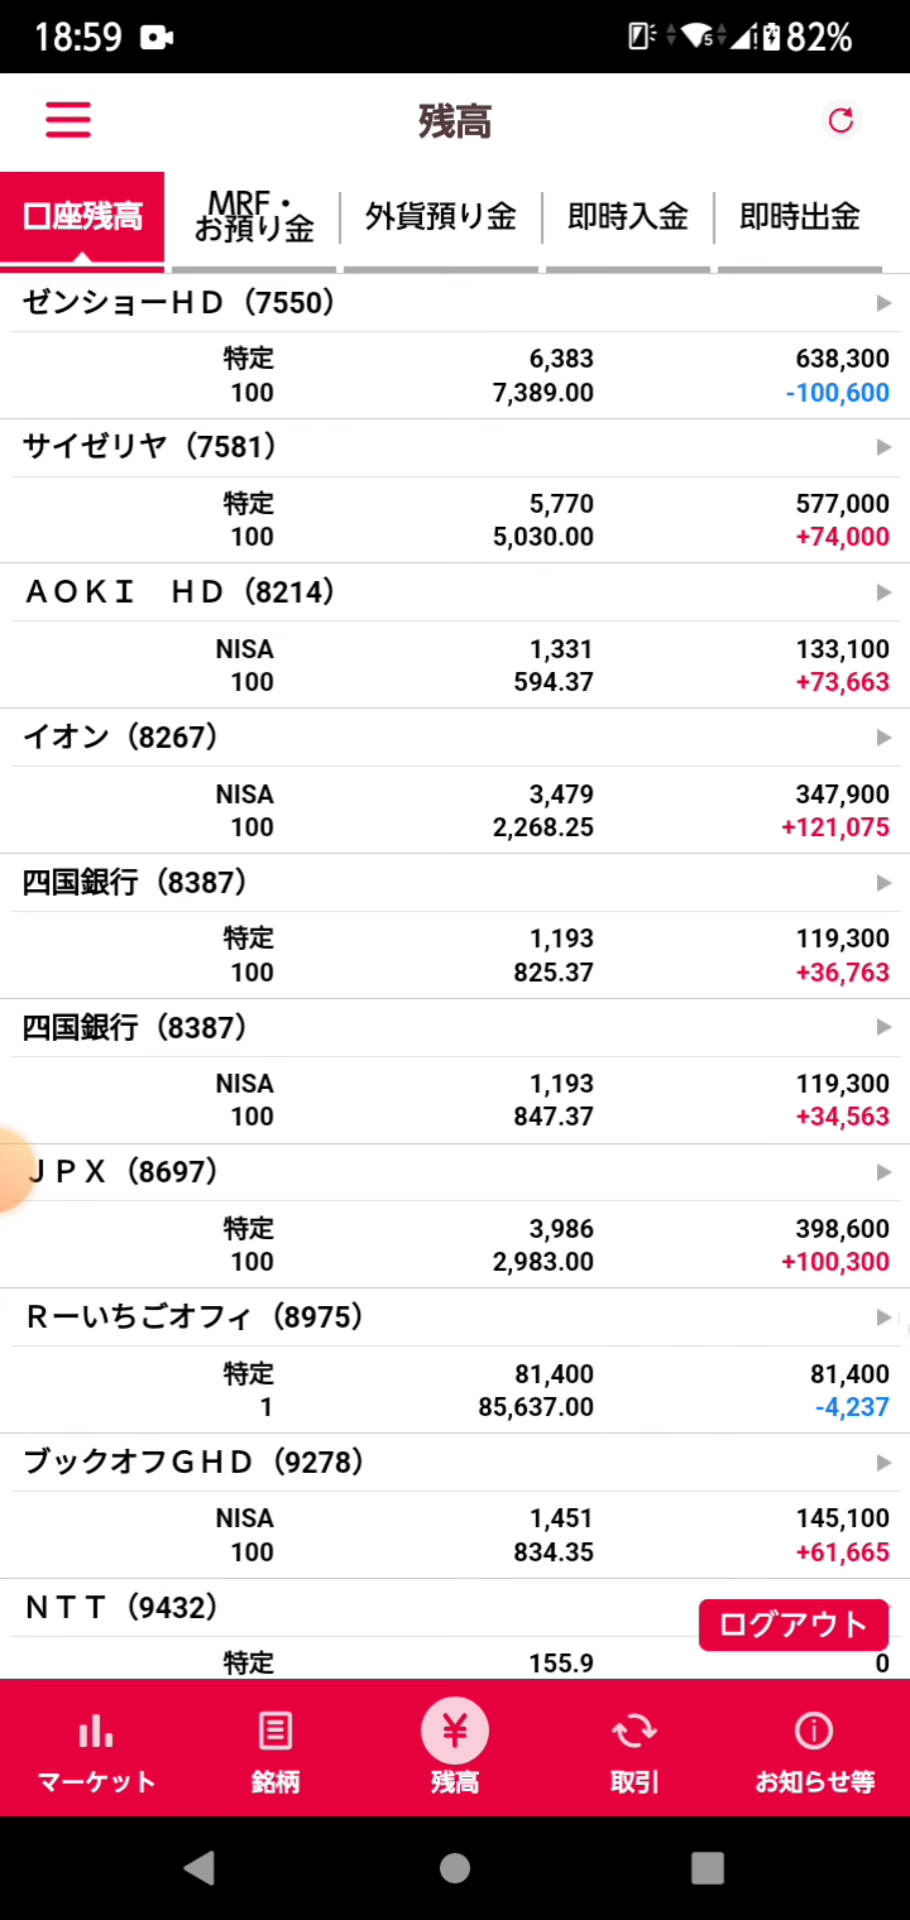 18:59 82%
残高
口座残高 MRF・お預り金 外貨預り金 即時入金 即時出金
ゼンショーＨＤ（7550）
特定 6,383 638,300
100 7,389.00 -100,600
サイゼリヤ（7581）
特定 5,770 577,000
100 5,030.00 +74,000
ＡＯＫＩ　ＨＤ（8214）
NISA 1,331 133,100
100 594.37 +73,663
イオン（8267）
NISA 3,479 347,900
100 2,268.25 +121,075
四国銀行（8387）
特定 1,193 119,300
100 825.37 +36,763
四国銀行（8387）
NISA 1,193 119,300
100 847.37 +34,563
ＪＰＸ（8697）
特定 3,986 398,600
100 2,983.00 +100,300
Ｒーいちごオフィ（8975）
特定 81,400 81,400
1 85,637.00 -4,237
ブックオフＧＨＤ（9278）
NISA 1,451 145,100
100 834.35 +61,665
ＮＴＴ（9432）
ログアウト
特定 155.9 0
マーケット 銘柄 残高 取引 お知らせ等